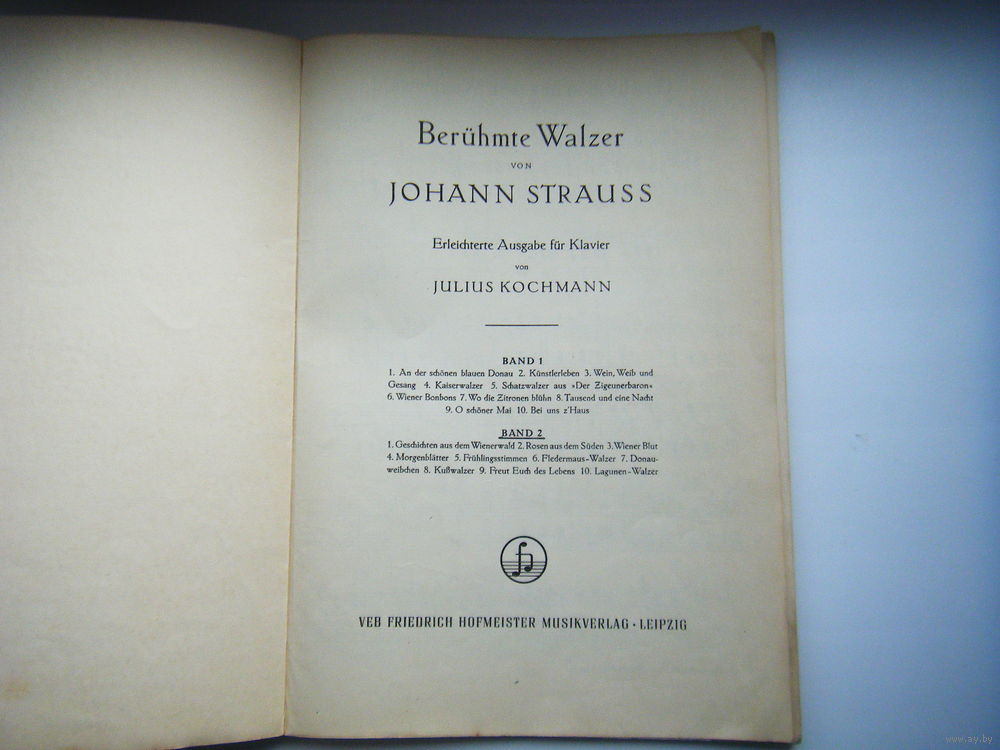 Berühmte Walzer
VON
JOHANN STRAUSS
Erleichterte Ausgabe für Klavier
von
JULIUS KOCHMANN
BAND 1
1. An der schönen blauen Donau 2. Künstlerleben 3. Wein, Weib und
Gesang 4. Kaiserwalzer 5. Schatzwalzer aus »Der Zigeunerbaron«
6. Wiener Bonbons 7. Wo die Zitronen blühn 8. Tausend und eine Nacht
9. O schöner Mai 10. Bei uns z'Haus
BAND 2
1. Geschichten aus dem Wienerwald 2. Rosen aus dem Süden 3. Wiener Blut
4. Morgenblätter 5. Frühlingsstimmen 6. Fledermaus-Walzer 7. Donau-
weibchen 8. Kußwalzer 9. Freut Euch des Lebens 10. Lagunen-Walzer
VEB FRIEDRICH HOFMEISTER MUSIKVERLAG · LEIPZIG
www.ay.by